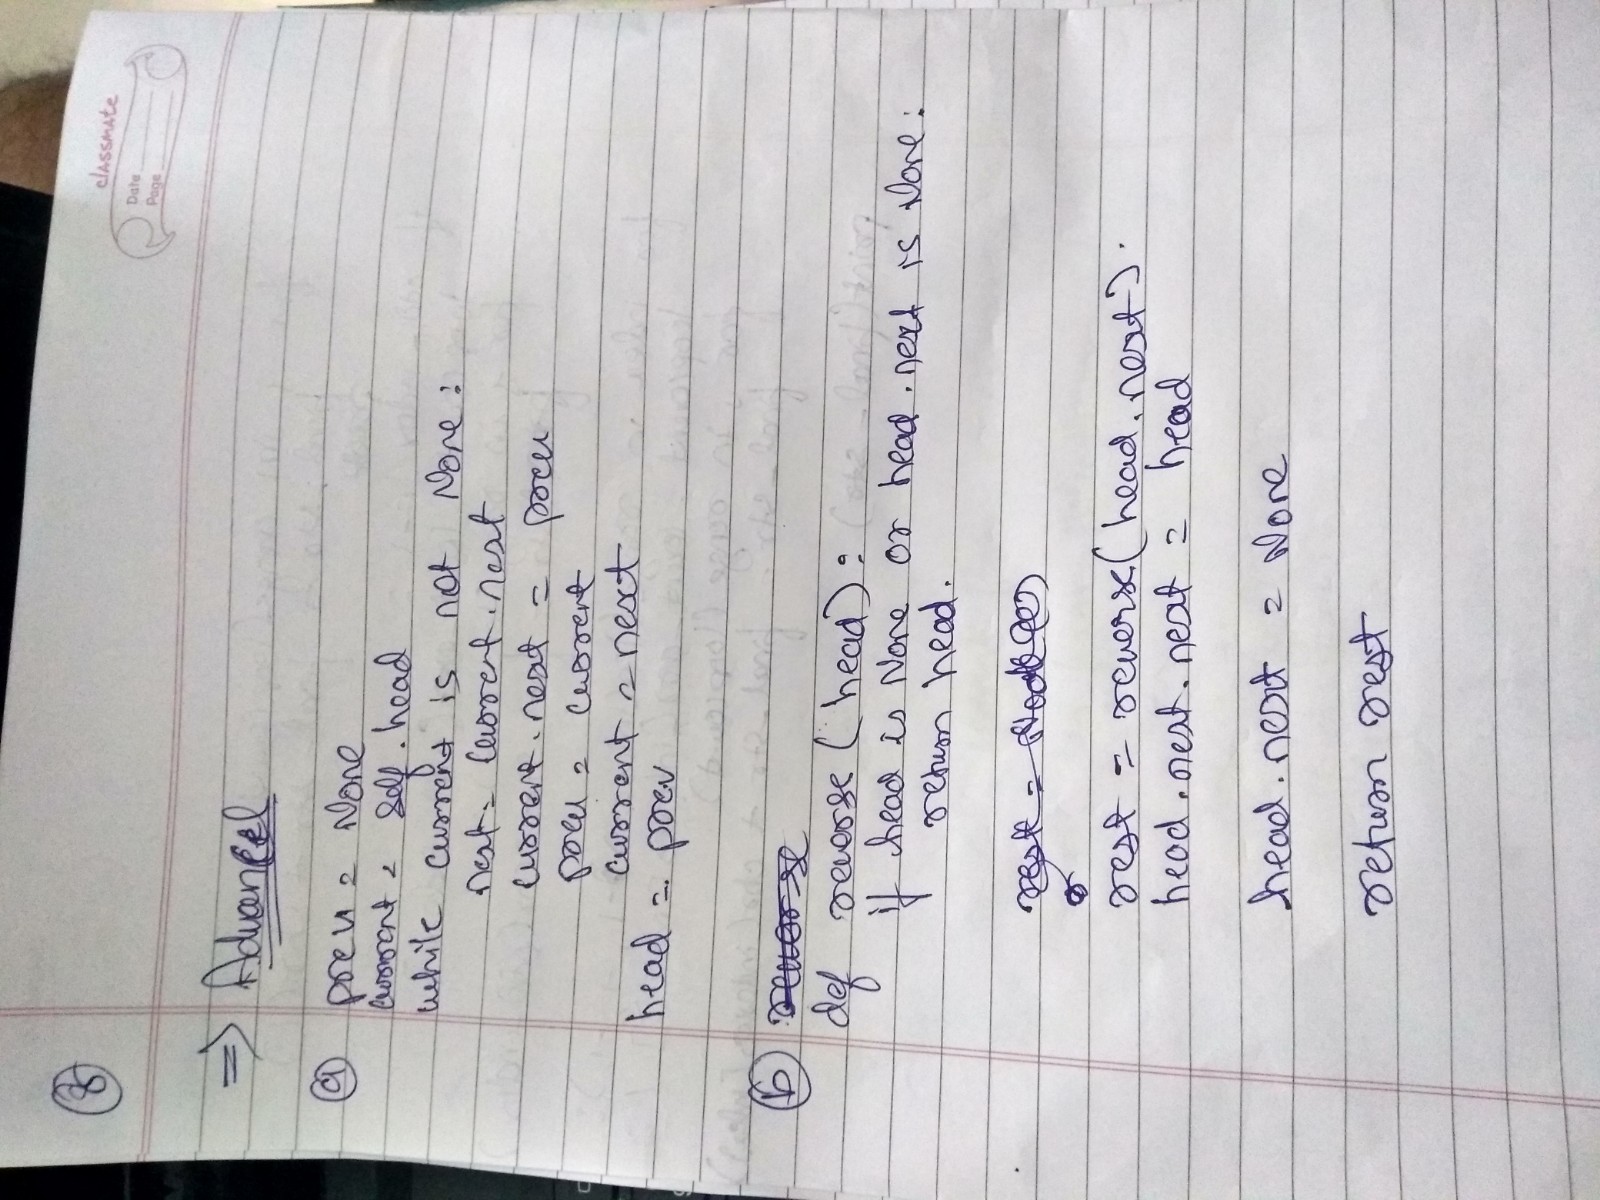 classmate
Date
Page
8
=> Advanced
a
prev = None
current = self.head
while current is not None:
next = current.next
current.next = prev
prev = current
current = next
head = prev
b
reverse
def reverse(head):
if head is None or head.next is None:
return head.
rest =
rest = reverse(head.next).
head.next.next = head
head.next = None
return rest